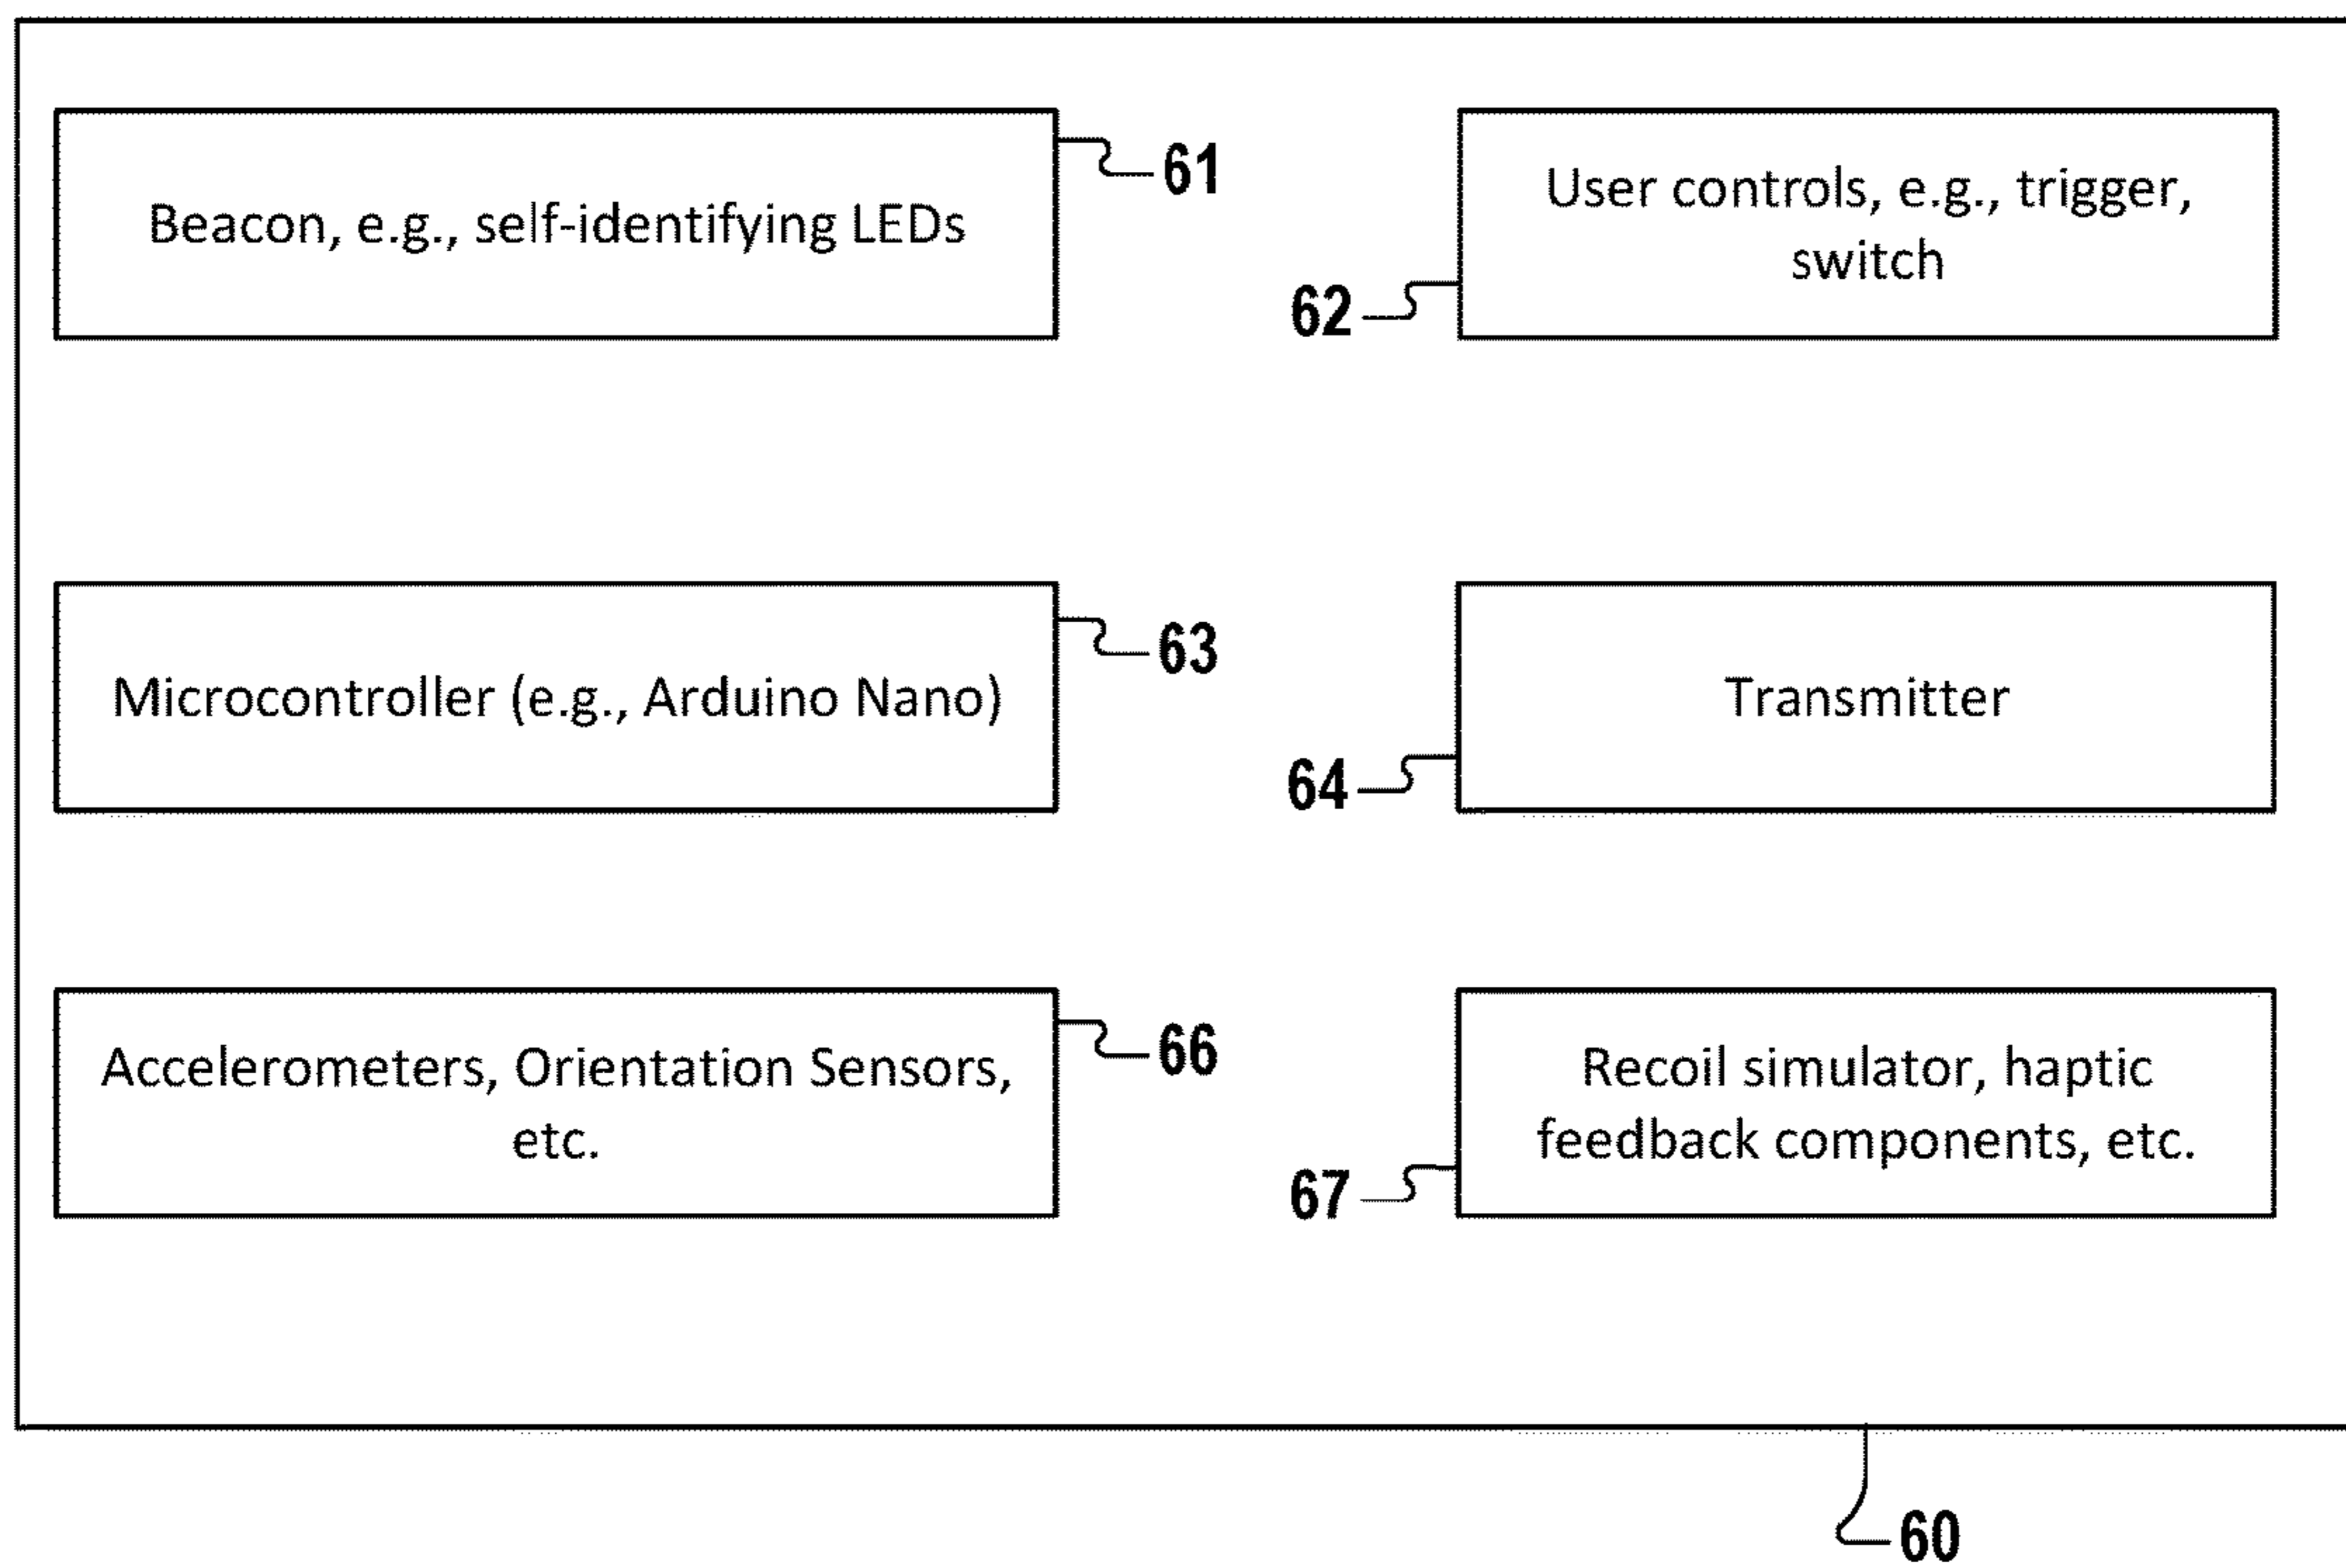 Beacon, e.g., self-identifying LEDs
61
User controls, e.g., trigger,
switch
62
Microcontroller (e.g., Arduino Nano)
63
Transmitter
64
Accelerometers, Orientation Sensors,
etc.
66
Recoil simulator, haptic
feedback components, etc.
67
60